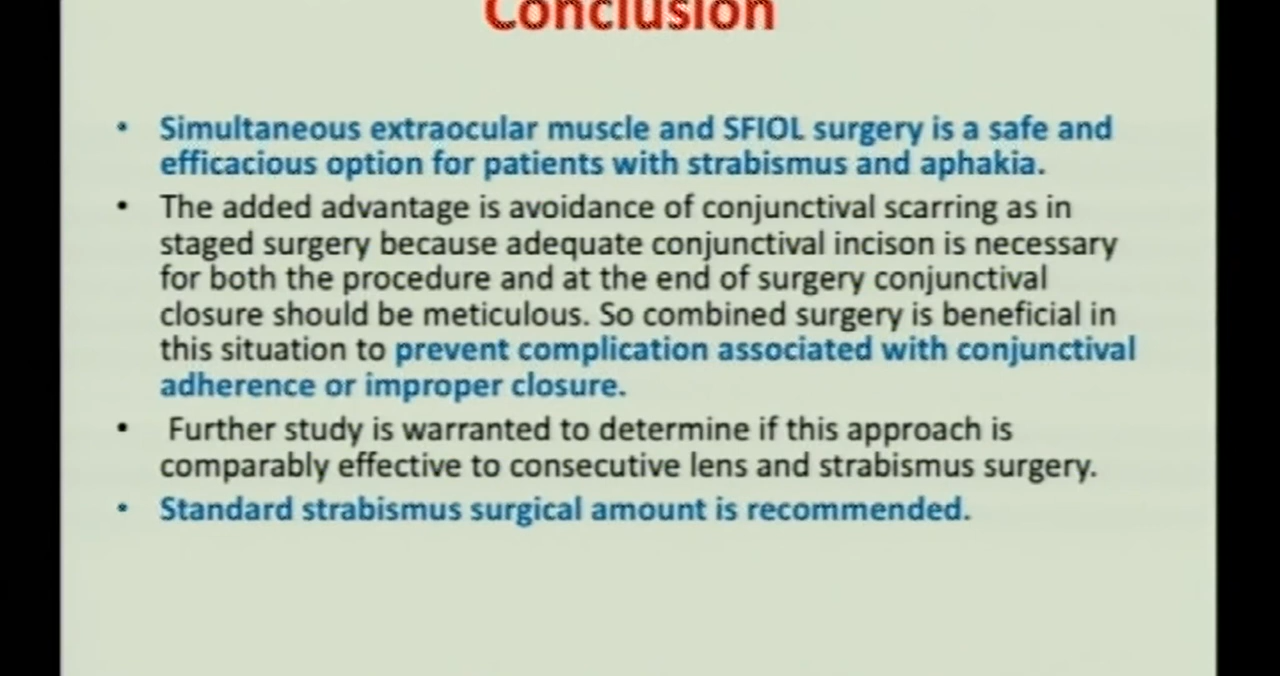 Conclusion
• Simultaneous extraocular muscle and SFIOL surgery is a safe and
efficacious option for patients with strabismus and aphakia.
• The added advantage is avoidance of conjunctival scarring as in
staged surgery because adequate conjunctival incison is necessary
for both the procedure and at the end of surgery conjunctival
closure should be meticulous. So combined surgery is beneficial in
this situation to prevent complication associated with conjunctival
adherence or improper closure.
• Further study is warranted to determine if this approach is
comparably effective to consecutive lens and strabismus surgery.
• Standard strabismus surgical amount is recommended.